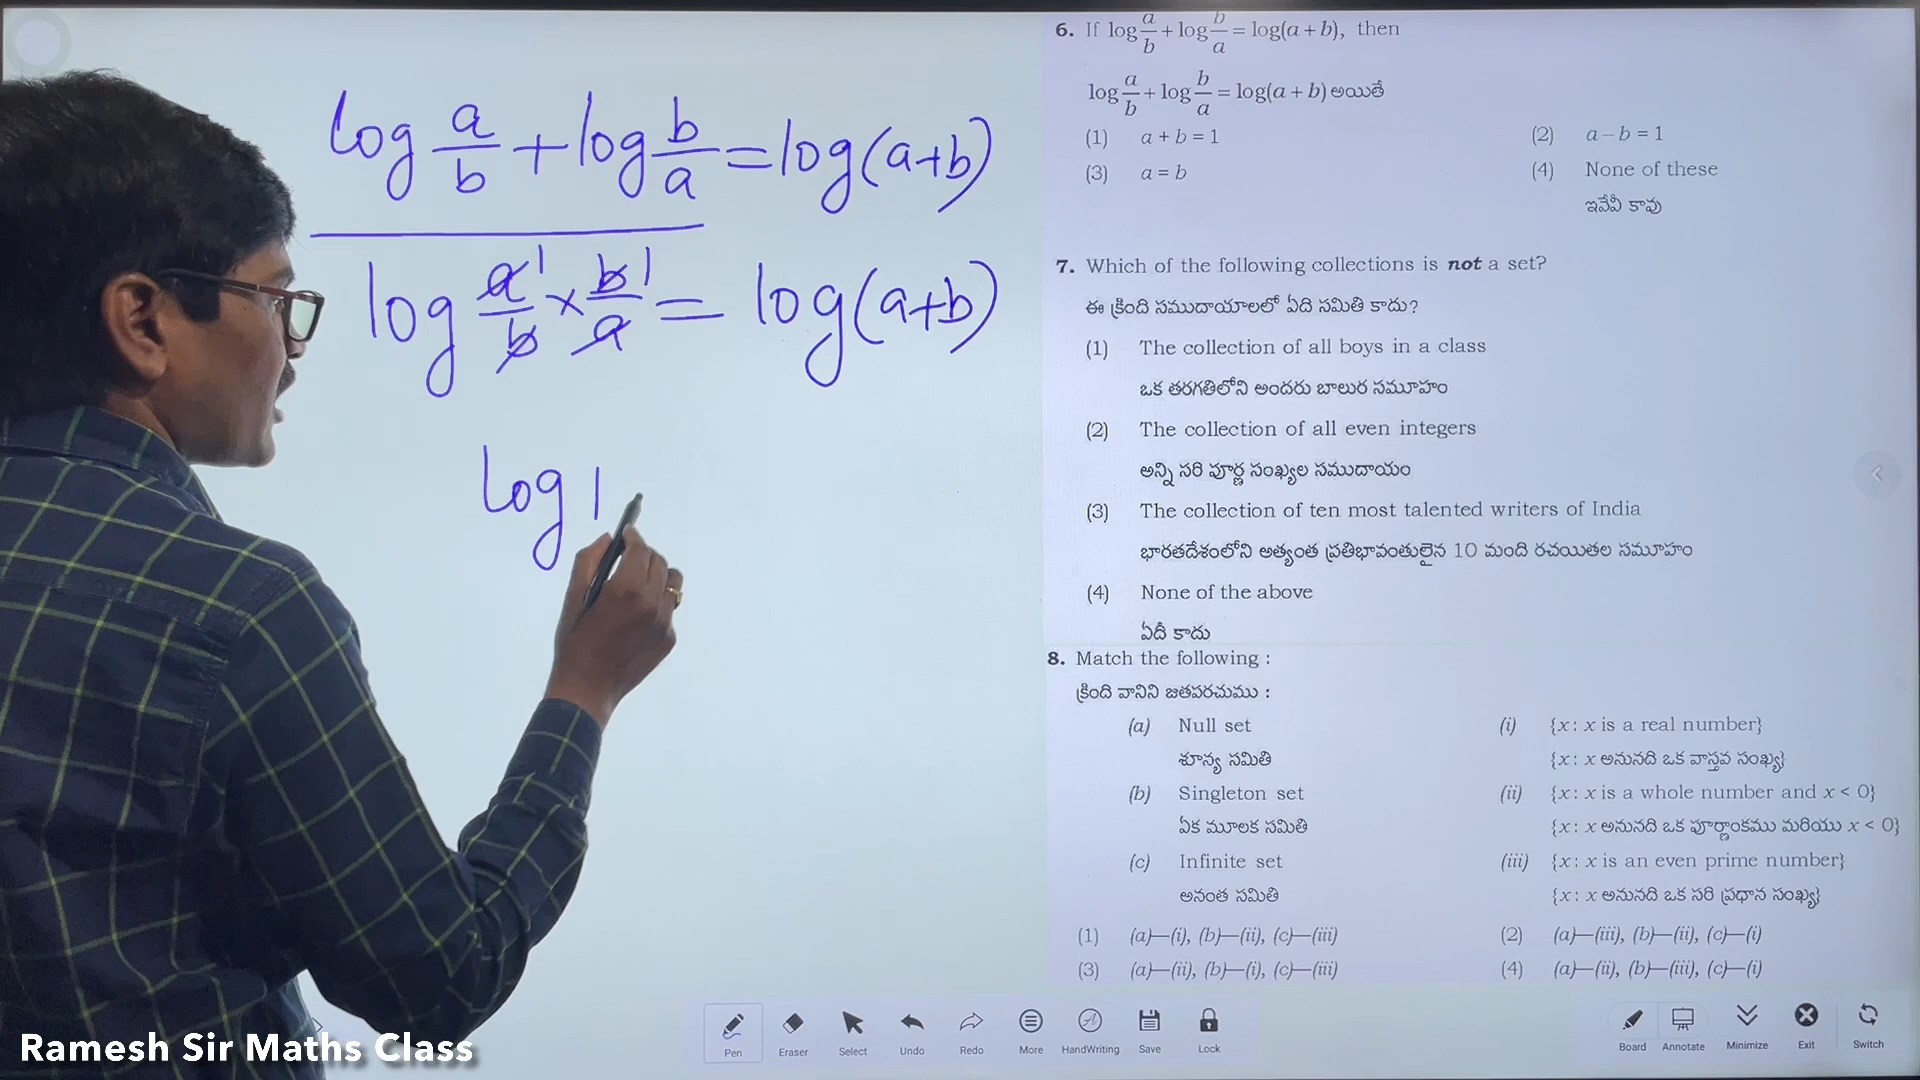 log a/b + log b/a = log(a+b)
log a/b × b/a = log(a+b)
1 1
log 1
6. If log a/b + log b/a = log(a + b), then
log a/b + log b/a = log(a + b) అయితే
(1) a + b = 1 (2) a – b = 1
(3) a = b (4) None of these
ఇవేవీ కావు
7. Which of the following collections is not a set?
ఈ క్రింది సముదాయాలలో ఏది సమితి కాదు?
(1) The collection of all boys in a class
ఒక తరగతిలోని అందరు బాలుర సమూహం
(2) The collection of all even integers
అన్ని సరి పూర్ణ సంఖ్యల సముదాయం
(3) The collection of ten most talented writers of India
భారతదేశంలోని అత్యంత ప్రతిభావంతులైన 10 మంది రచయితల సమూహం
(4) None of the above
ఏదీ కాదు
8. Match the following :
క్రింది వానిని జతపరచుము :
(a) Null set (i) {x : x is a real number}
శూన్య సమితి {x : x అనునది ఒక వాస్తవ సంఖ్య}
(b) Singleton set (ii) {x : x is a whole number and x < 0}
ఏక మూలక సమితి {x : x అనునది ఒక పూర్ణాంకము మరియు x < 0}
(c) Infinite set (iii) {x : x is an even prime number}
అనంత సమితి {x : x అనునది ఒక సరి ప్రధాన సంఖ్య}
(1) (a)—(i), (b)—(ii), (c)—(iii) (2) (a)—(iii), (b)—(ii), (c)—(i)
(3) (a)—(ii), (b)—(i), (c)—(iii) (4) (a)—(ii), (b)—(iii), (c)—(i)
Pen Eraser Select Undo Redo More HandWriting Save Lock Board Annotate Minimize Exit Switch
Ramesh Sir Maths Class